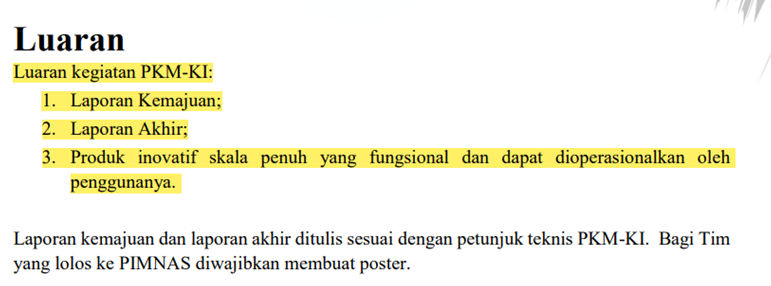 Luaran
Luaran kegiatan PKM-KI:
1. Laporan Kemajuan;
2. Laporan Akhir;
3. Produk inovatif skala penuh yang fungsional dan dapat dioperasionalkan oleh
penggunanya.
Laporan kemajuan dan laporan akhir ditulis sesuai dengan petunjuk teknis PKM-KI. Bagi Tim
yang lolos ke PIMNAS diwajibkan membuat poster.